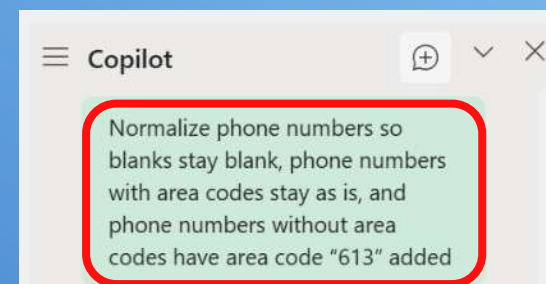 Copilot
Normalize phone numbers so
blanks stay blank, phone numbers
with area codes stay as is, and
phone numbers without area
codes have area code “613” added